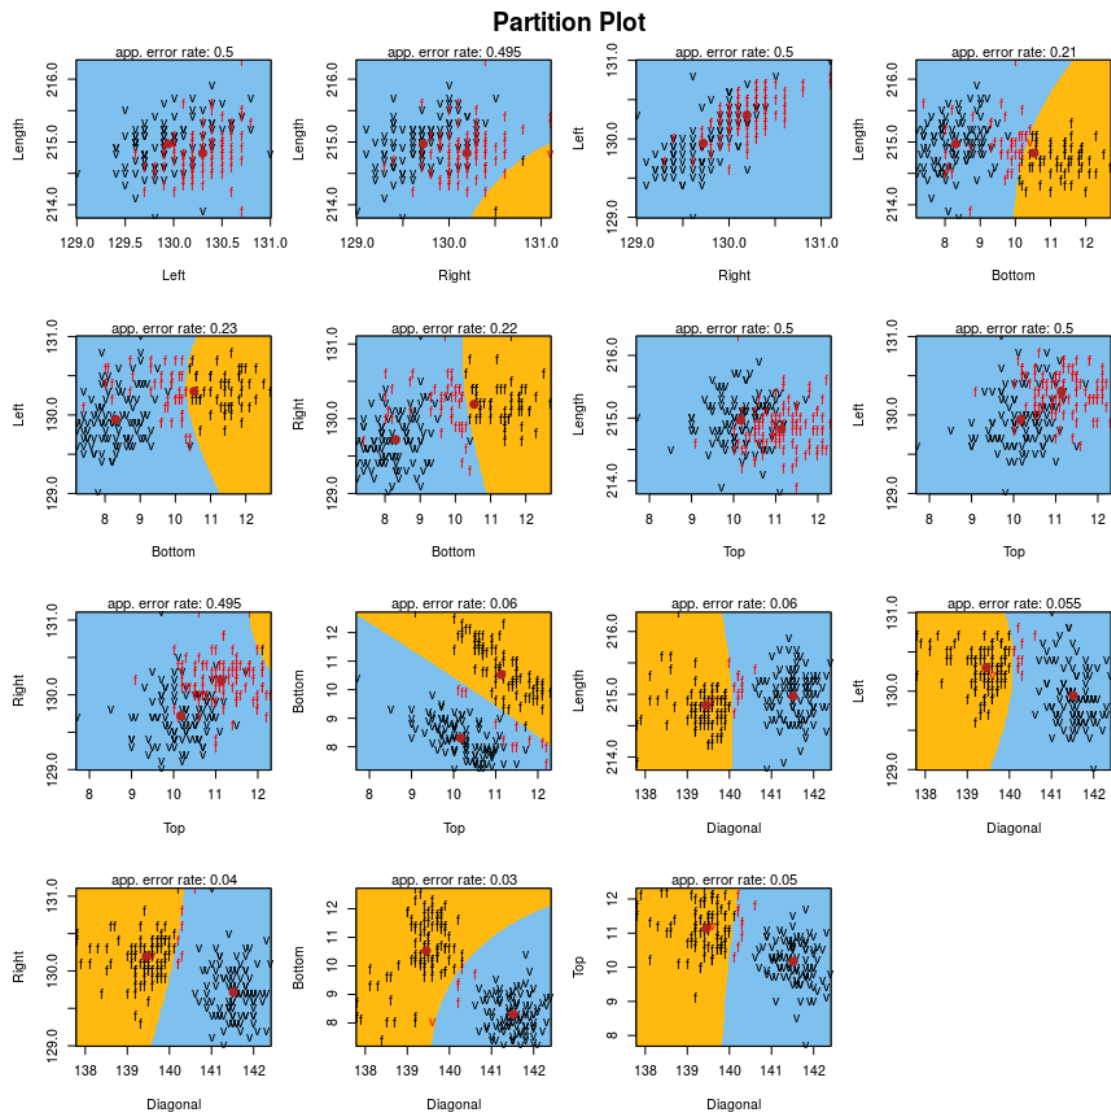 Partition Plot
app. error rate: 0.5
app. error rate: 0.495
app. error rate: 0.5
app. error rate: 0.21
Length
214.0 215.0 216.0
129.0 129.5 130.0 130.5 131.0
Left
Length
214.0 215.0 216.0
129.0 130.0 131.0
Right
Left
129.0 130.0 131.0
129.0 130.0 131.0
Right
Length
214.0 215.0 216.0
8 9 10 11 12
Bottom
app. error rate: 0.23
app. error rate: 0.22
app. error rate: 0.5
app. error rate: 0.5
Left
129.0 130.0 131.0
8 9 10 11 12
Bottom
Right
129.0 130.0 131.0
8 9 10 11 12
Bottom
Length
214.0 215.0 216.0
8 9 10 11 12
Top
Left
129.0 130.0 131.0
8 9 10 11 12
Top
app. error rate: 0.495
app. error rate: 0.06
app. error rate: 0.06
app. error rate: 0.055
Right
129.0 130.0 131.0
8 9 10 11 12
Top
Bottom
8 9 10 11 12
8 9 10 11 12
Top
Length
214.0 215.0 216.0
138 139 140 141 142
Diagonal
Left
129.0 130.0 131.0
138 139 140 141 142
Diagonal
app. error rate: 0.04
app. error rate: 0.03
app. error rate: 0.05
Right
129.0 130.0 131.0
138 139 140 141 142
Diagonal
Bottom
8 9 10 11 12
138 139 140 141 142
Diagonal
Top
8 9 10 11 12
138 139 140 141 142
Diagonal